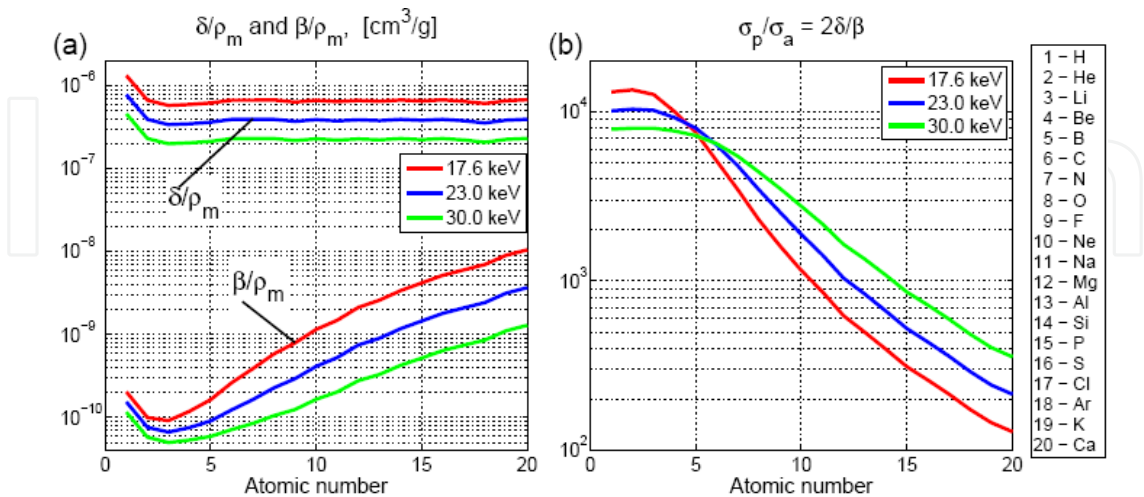 (a) δ/ρm and β/ρm, [cm³/g]
10⁻⁶
10⁻⁷
10⁻⁸
10⁻⁹
10⁻¹⁰
δ/ρm
β/ρm
17.6 keV
23.0 keV
30.0 keV
0 5 10 15 20
Atomic number
(b) σp/σa = 2δ/β
10⁴
10³
10²
17.6 keV
23.0 keV
30.0 keV
0 5 10 15 20
Atomic number
1 – H
2 – He
3 – Li
4 – Be
5 – B
6 – C
7 – N
8 – O
9 – F
10 – Ne
11 – Na
12 – Mg
13 – Al
14 – Si
15 – P
16 – S
17 – Cl
18 – Ar
19 – K
20 – Ca